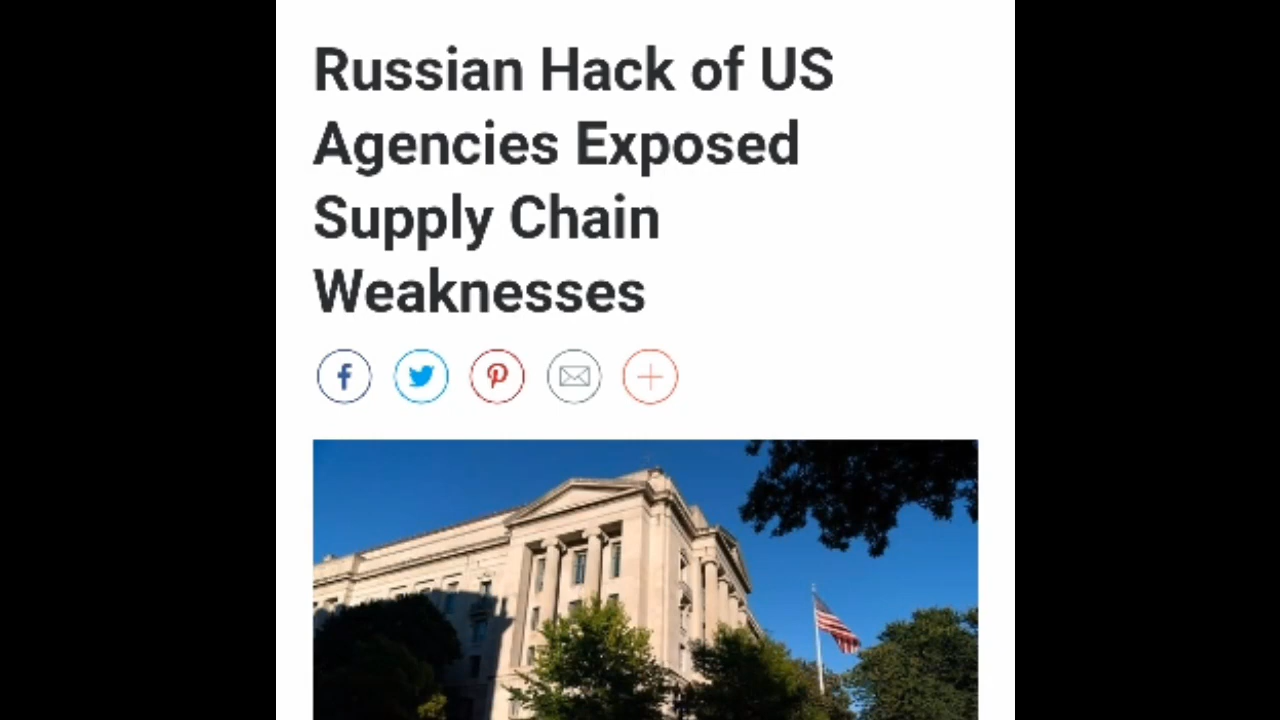 Russian Hack of US
Agencies Exposed
Supply Chain
Weaknesses